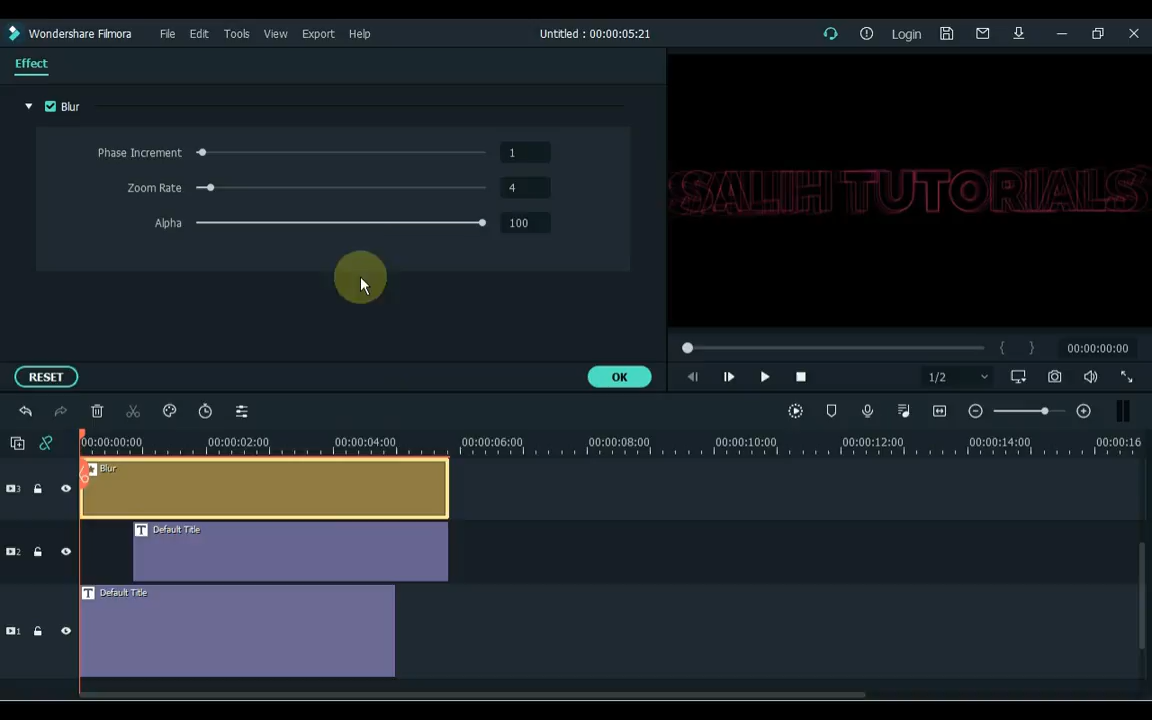 Wondershare Filmora File Edit Tools View Export Help Untitled : 00:00:05:21 Login
Effect
Blur
Phase Increment 1
Zoom Rate 4
Alpha 100
SALIH TUTORIALS
{ } 00:00:00:00
RESET OK 1/2
00:00:00:00 00:00:02:00 00:00:04:00 00:00:06:00 00:00:08:00 00:00:10:00 00:00:12:00 00:00:14:00 00:00:16
3 Blur
2 T Default Title
1 T Default Title